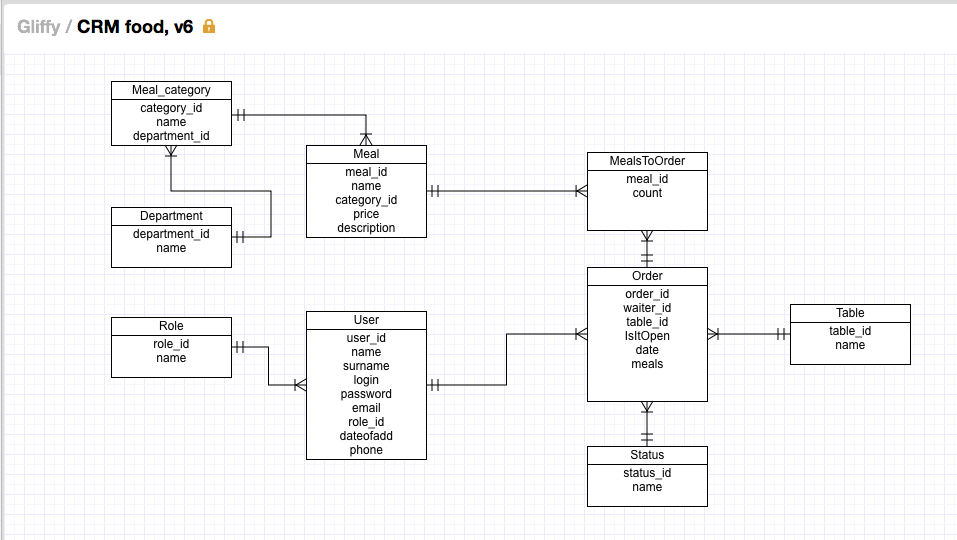 Gliffy / CRM food, v6
Meal_category
category_id
name
department_id
Meal
meal_id
name
category_id
price
description
MealsToOrder
meal_id
count
Department
department_id
name
Order
order_id
waiter_id
table_id
IsItOpen
date
meals
Table
table_id
name
Role
role_id
name
User
user_id
name
surname
login
password
email
role_id
dateofadd
phone
Status
status_id
name